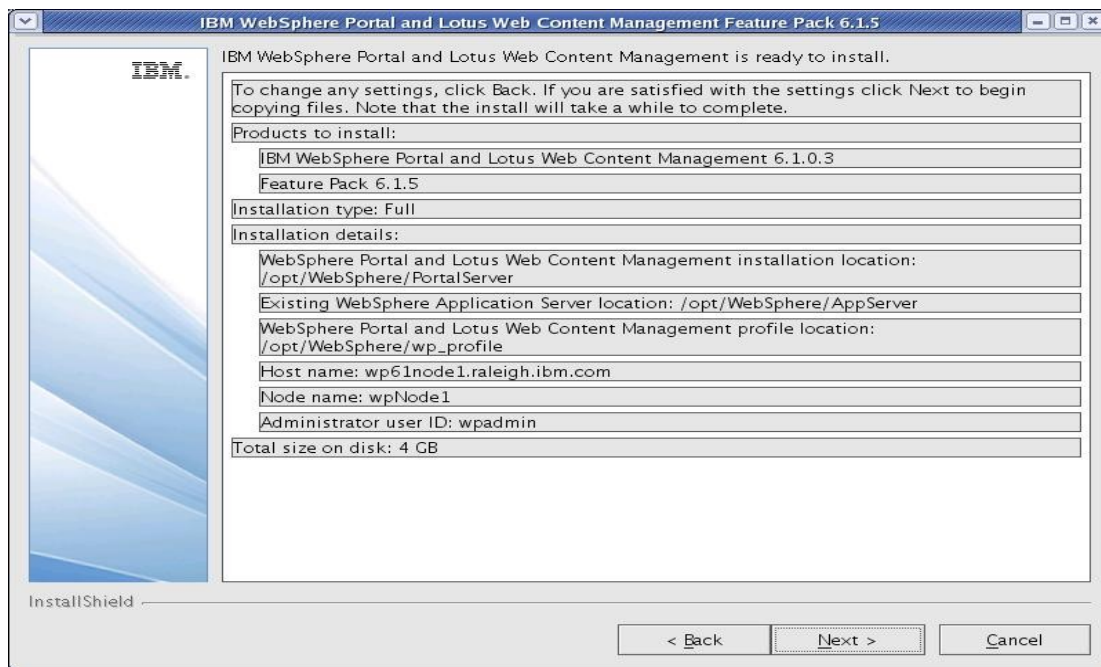 IBM WebSphere Portal and Lotus Web Content Management Feature Pack 6.1.5
IBM.
IBM WebSphere Portal and Lotus Web Content Management is ready to install.
To change any settings, click Back. If you are satisfied with the settings click Next to begin
copying files. Note that the install will take a while to complete.
Products to install:
IBM WebSphere Portal and Lotus Web Content Management 6.1.0.3
Feature Pack 6.1.5
Installation type: Full
Installation details:
WebSphere Portal and Lotus Web Content Management installation location:
/opt/WebSphere/PortalServer
Existing WebSphere Application Server location: /opt/WebSphere/AppServer
WebSphere Portal and Lotus Web Content Management profile location:
/opt/WebSphere/wp_profile
Host name: wp61node1.raleigh.ibm.com
Node name: wpNode1
Administrator user ID: wpadmin
Total size on disk: 4 GB
InstallShield
< Back
Next >
Cancel